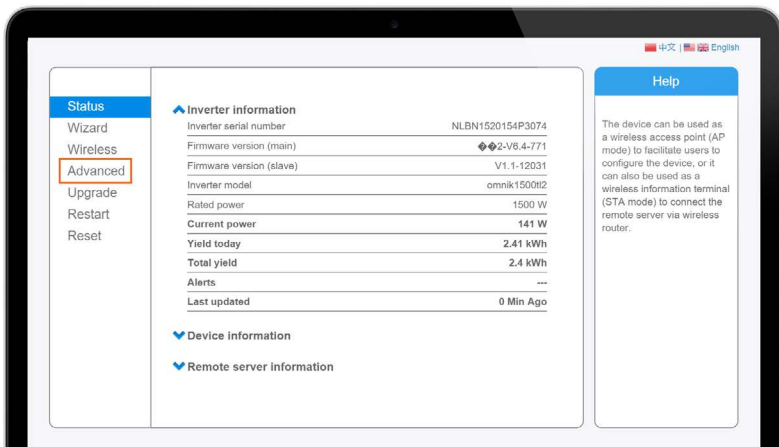 中文 | English
Status
Wizard
Wireless
Advanced
Upgrade
Restart
Reset
Inverter information
Inverter serial number NLBN1520154P3074
Firmware version (main) ��2-V6.4-771
Firmware version (slave) V1.1-12031
Inverter model omnik1500tl2
Rated power 1500 W
Current power 141 W
Yield today 2.41 kWh
Total yield 2.4 kWh
Alerts ---
Last updated 0 Min Ago
Device information
Remote server information
Help
The device can be used as
a wireless access point (AP
mode) to facilitate users to
configure the device, or it
can also be used as a
wireless information terminal
(STA mode) to connect the
remote server via wireless
router.